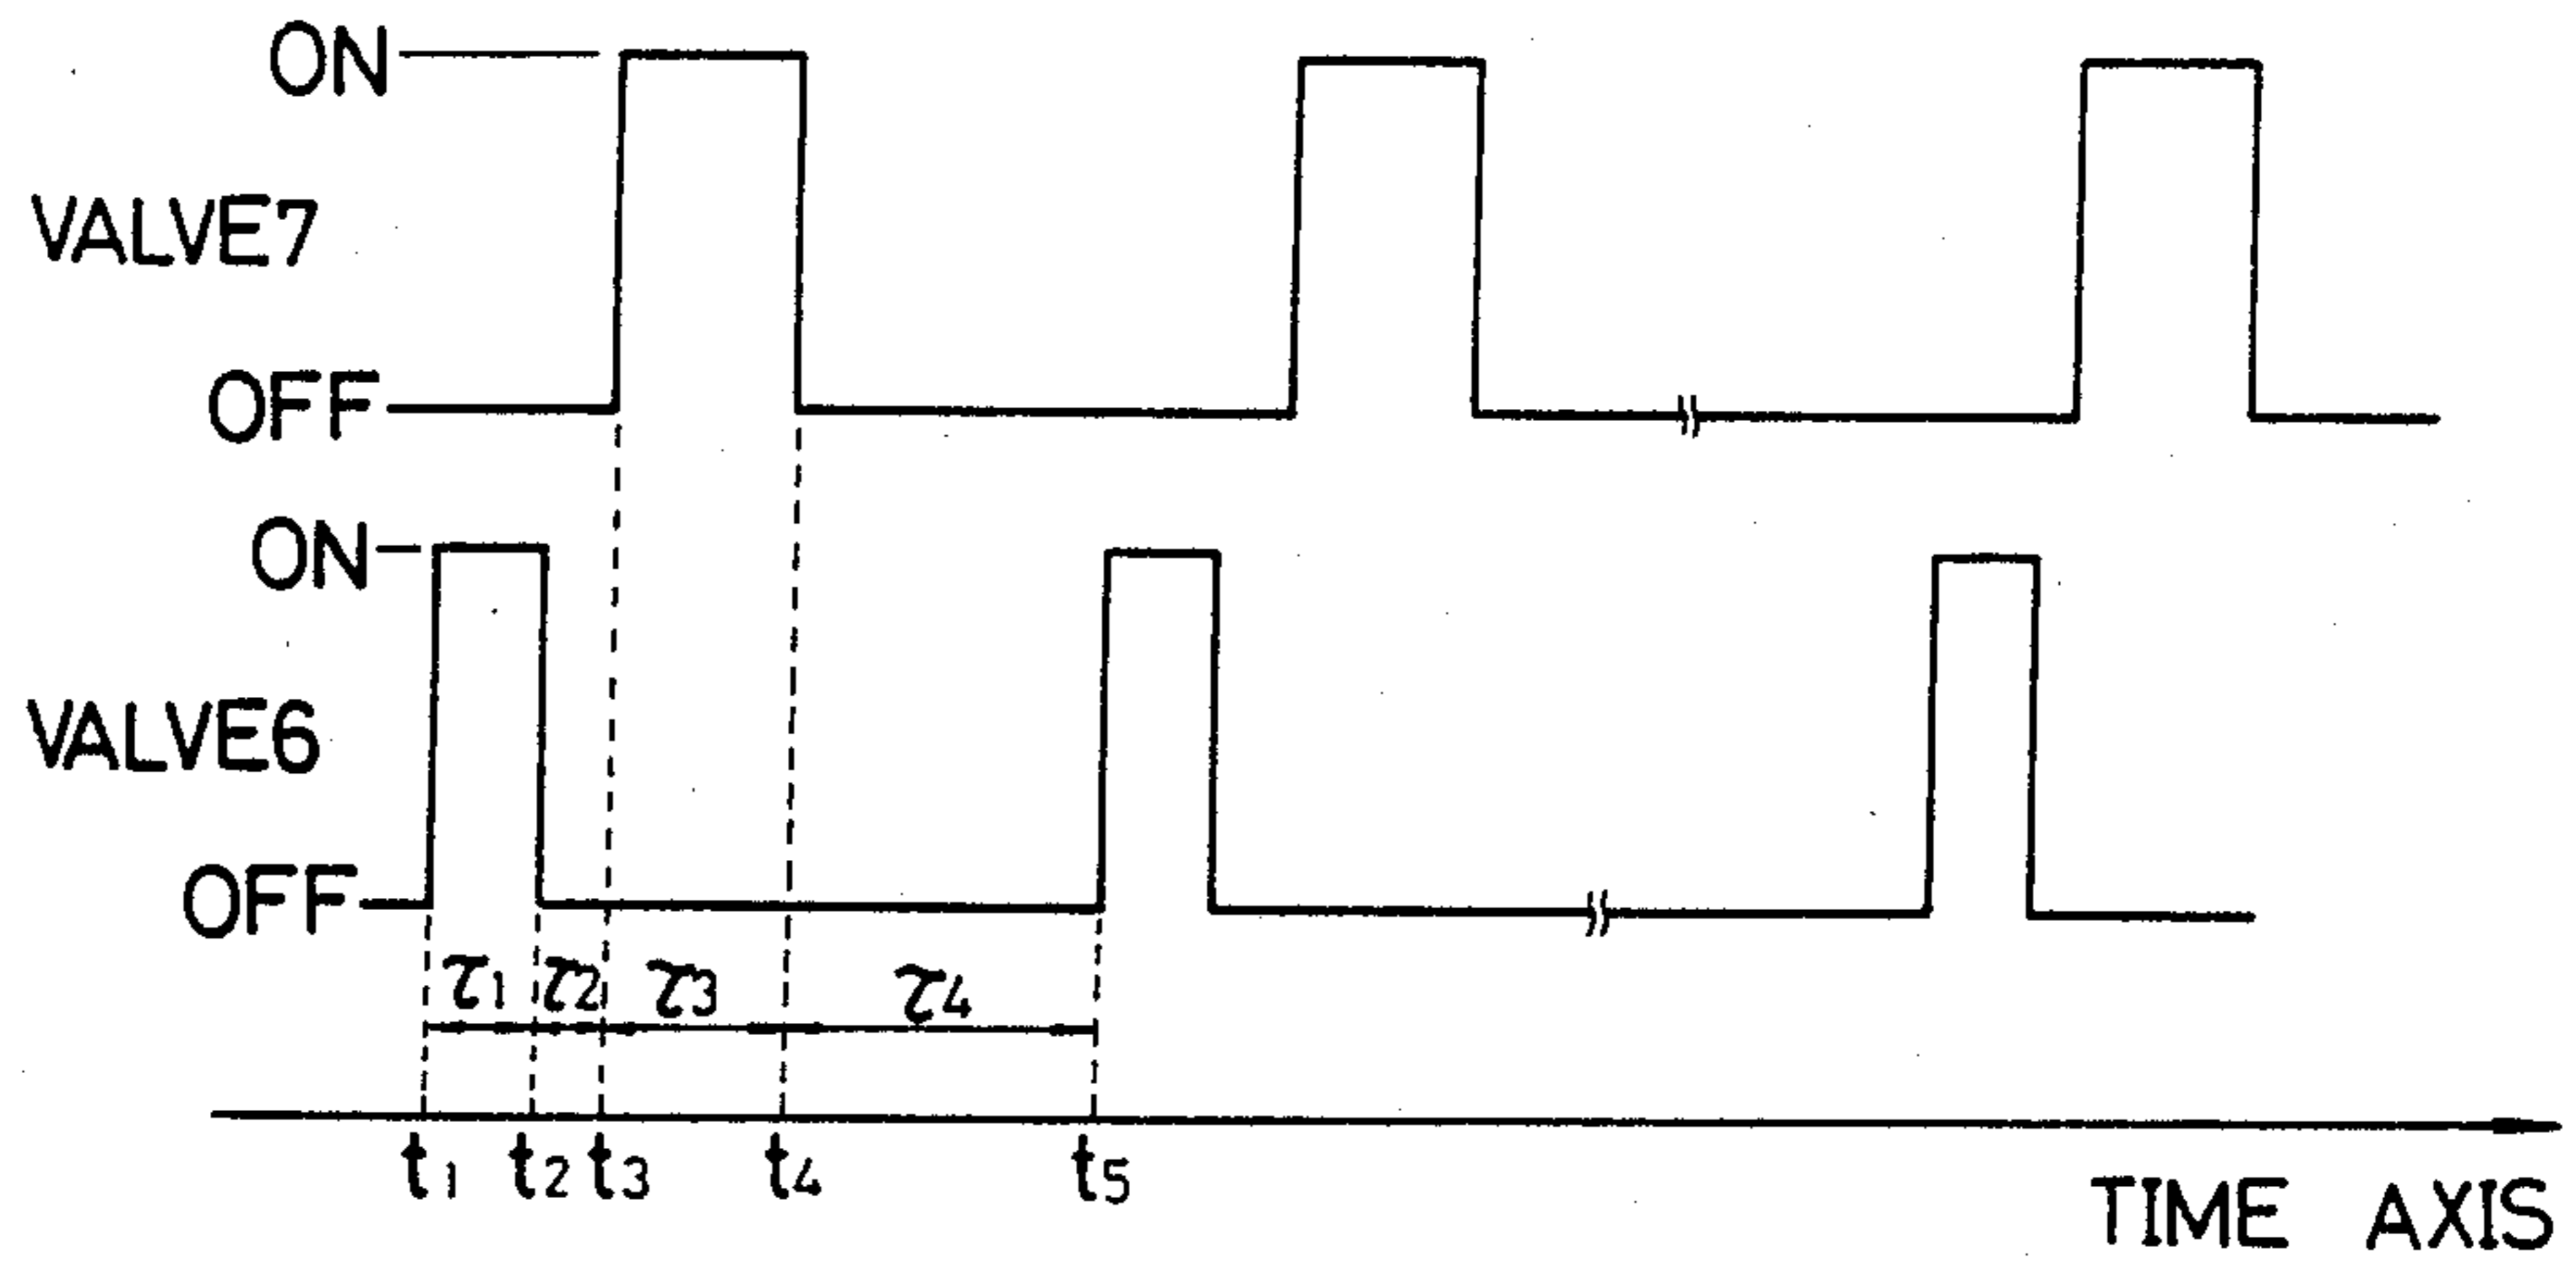 ON
VALVE7
OFF
ON
VALVE6
OFF
τ1 τ2 τ3 τ4
t1 t2 t3 t4 t5
TIME AXIS